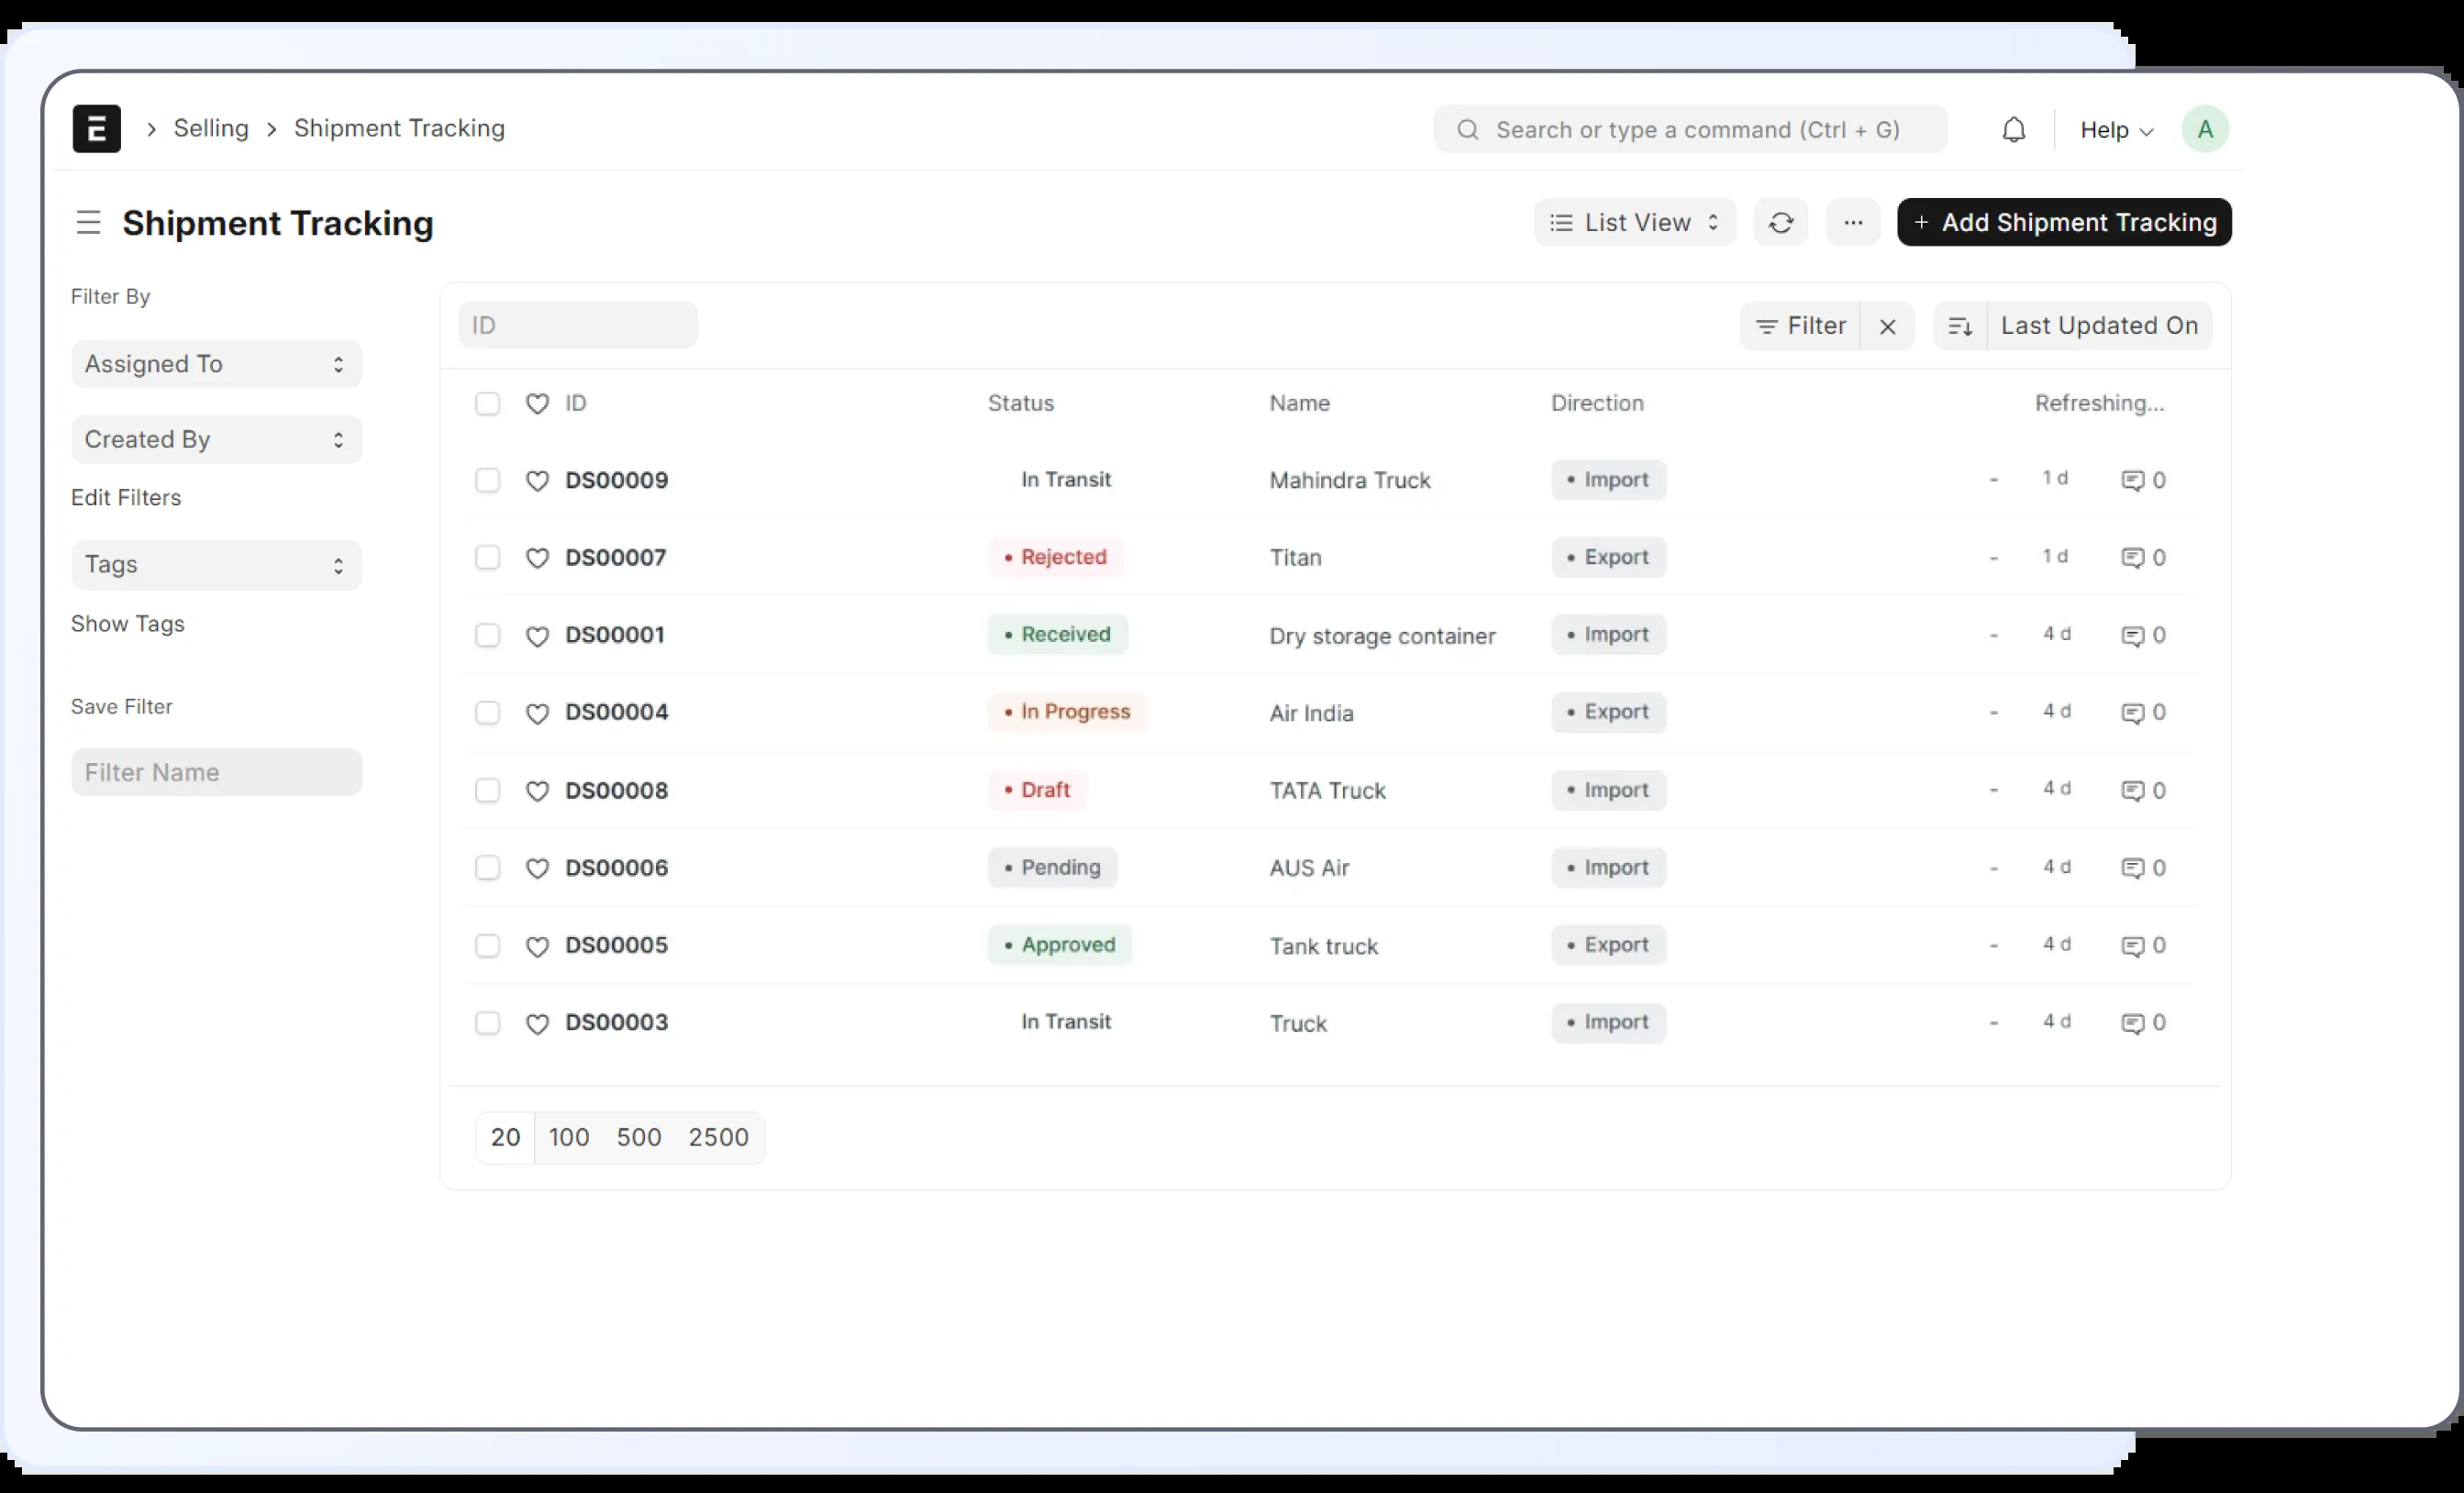 E > Selling > Shipment Tracking Search or type a command (Ctrl + G) Help A
Shipment Tracking List View ... + Add Shipment Tracking
Filter By
Assigned To
Created By
Edit Filters
Tags
Show Tags
Save Filter
Filter Name
ID Filter × Last Updated On
ID Status Name Direction Refreshing...
DS00009 In Transit Mahindra Truck • Import - 1 d 0
DS00007 • Rejected Titan • Export - 1 d 0
DS00001 • Received Dry storage container • Import - 4 d 0
DS00004 • In Progress Air India • Export - 4 d 0
DS00008 • Draft TATA Truck • Import - 4 d 0
DS00006 • Pending AUS Air • Import - 4 d 0
DS00005 • Approved Tank truck • Export - 4 d 0
DS00003 In Transit Truck • Import - 4 d 0
20 100 500 2500